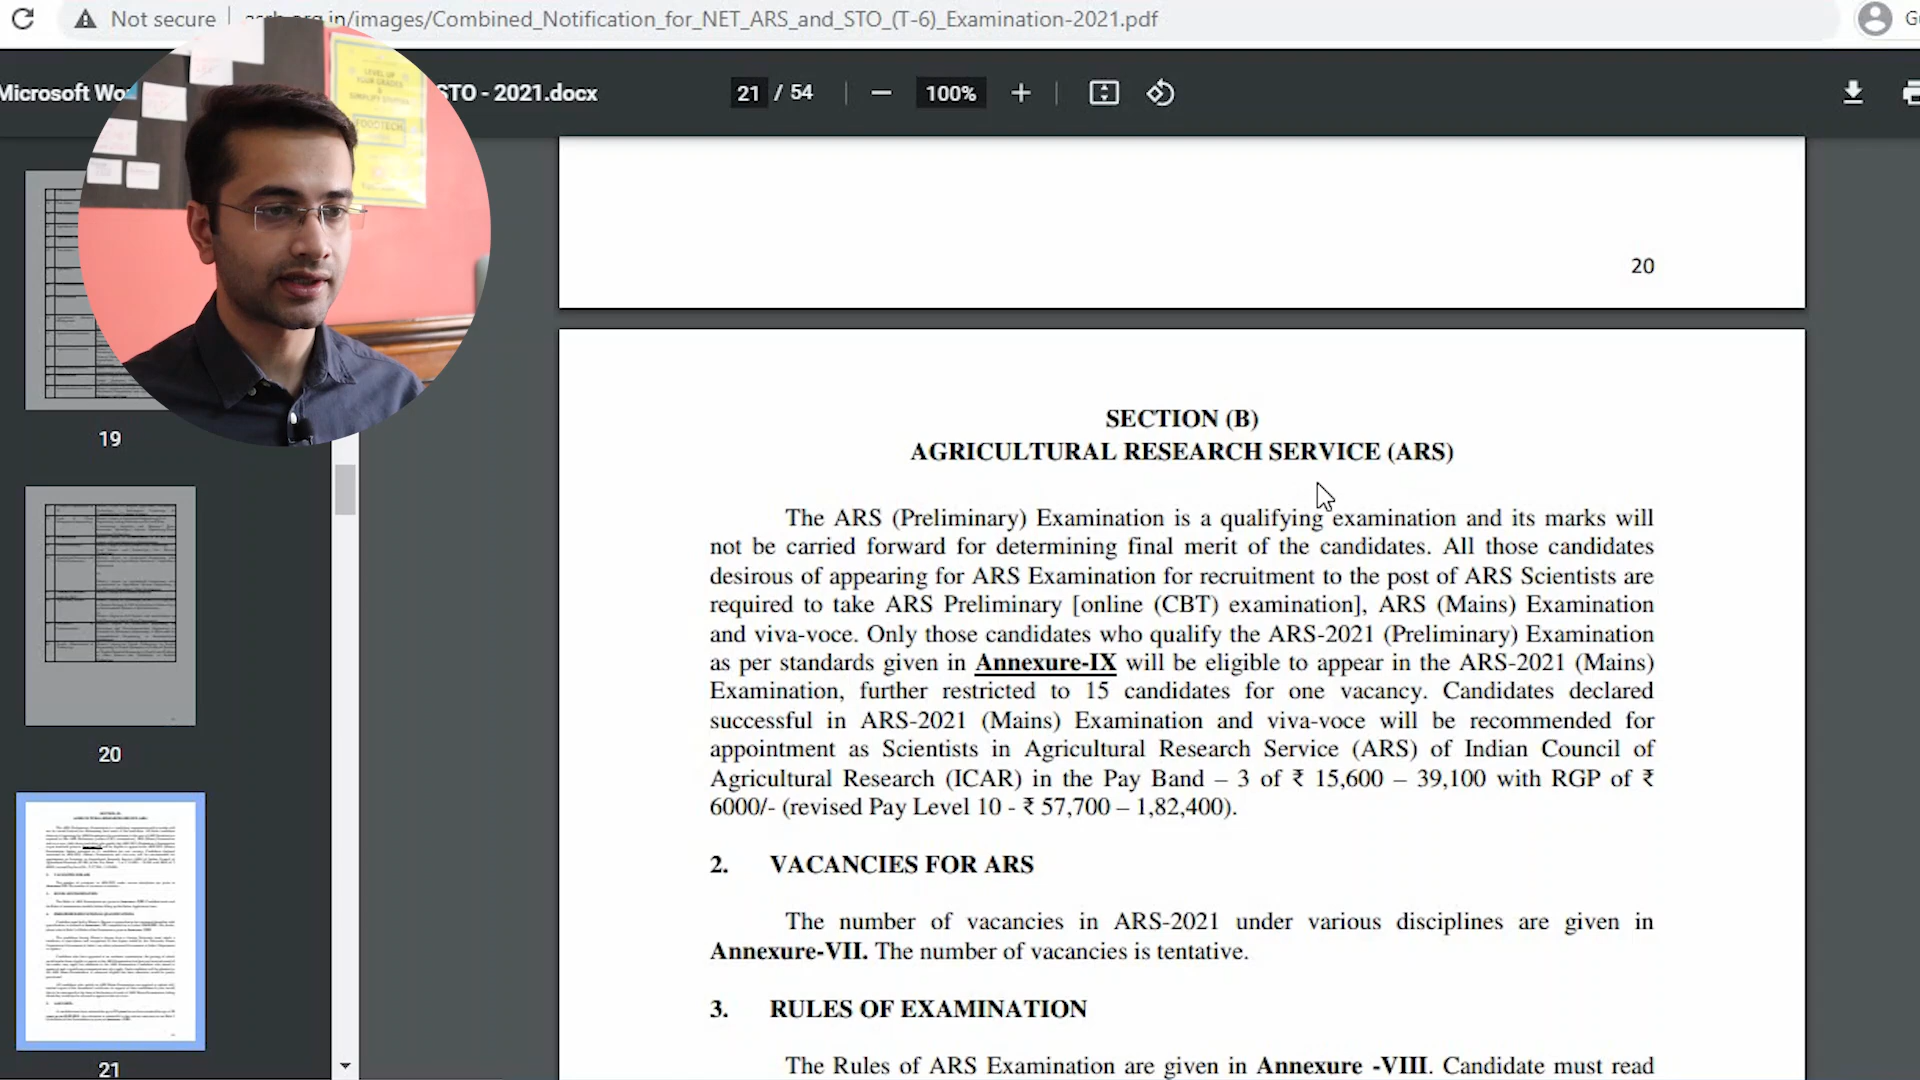 Not secure
in/images/Combined_Notification_for_NET_ARS_and_STO_(T-6)_Examination-2021.pdf
Microsoft Wo
STO - 2021.docx
21 / 54
100%
LEVEL UP
YOUR GRADES
&
FOODTECH
19
20
21
20
SECTION (B)
AGRICULTURAL RESEARCH SERVICE (ARS)
The ARS (Preliminary) Examination is a qualifying examination and its marks will
not be carried forward for determining final merit of the candidates. All those candidates
desirous of appearing for ARS Examination for recruitment to the post of ARS Scientists are
required to take ARS Preliminary [online (CBT) examination], ARS (Mains) Examination
and viva-voce. Only those candidates who qualify the ARS-2021 (Preliminary) Examination
as per standards given in Annexure-IX will be eligible to appear in the ARS-2021 (Mains)
Examination, further restricted to 15 candidates for one vacancy. Candidates declared
successful in ARS-2021 (Mains) Examination and viva-voce will be recommended for
appointment as Scientists in Agricultural Research Service (ARS) of Indian Council of
Agricultural Research (ICAR) in the Pay Band – 3 of ₹ 15,600 – 39,100 with RGP of ₹
6000/- (revised Pay Level 10 - ₹ 57,700 – 1,82,400).
2. VACANCIES FOR ARS
The number of vacancies in ARS-2021 under various disciplines are given in
Annexure-VII. The number of vacancies is tentative.
3. RULES OF EXAMINATION
The Rules of ARS Examination are given in Annexure -VIII. Candidate must read